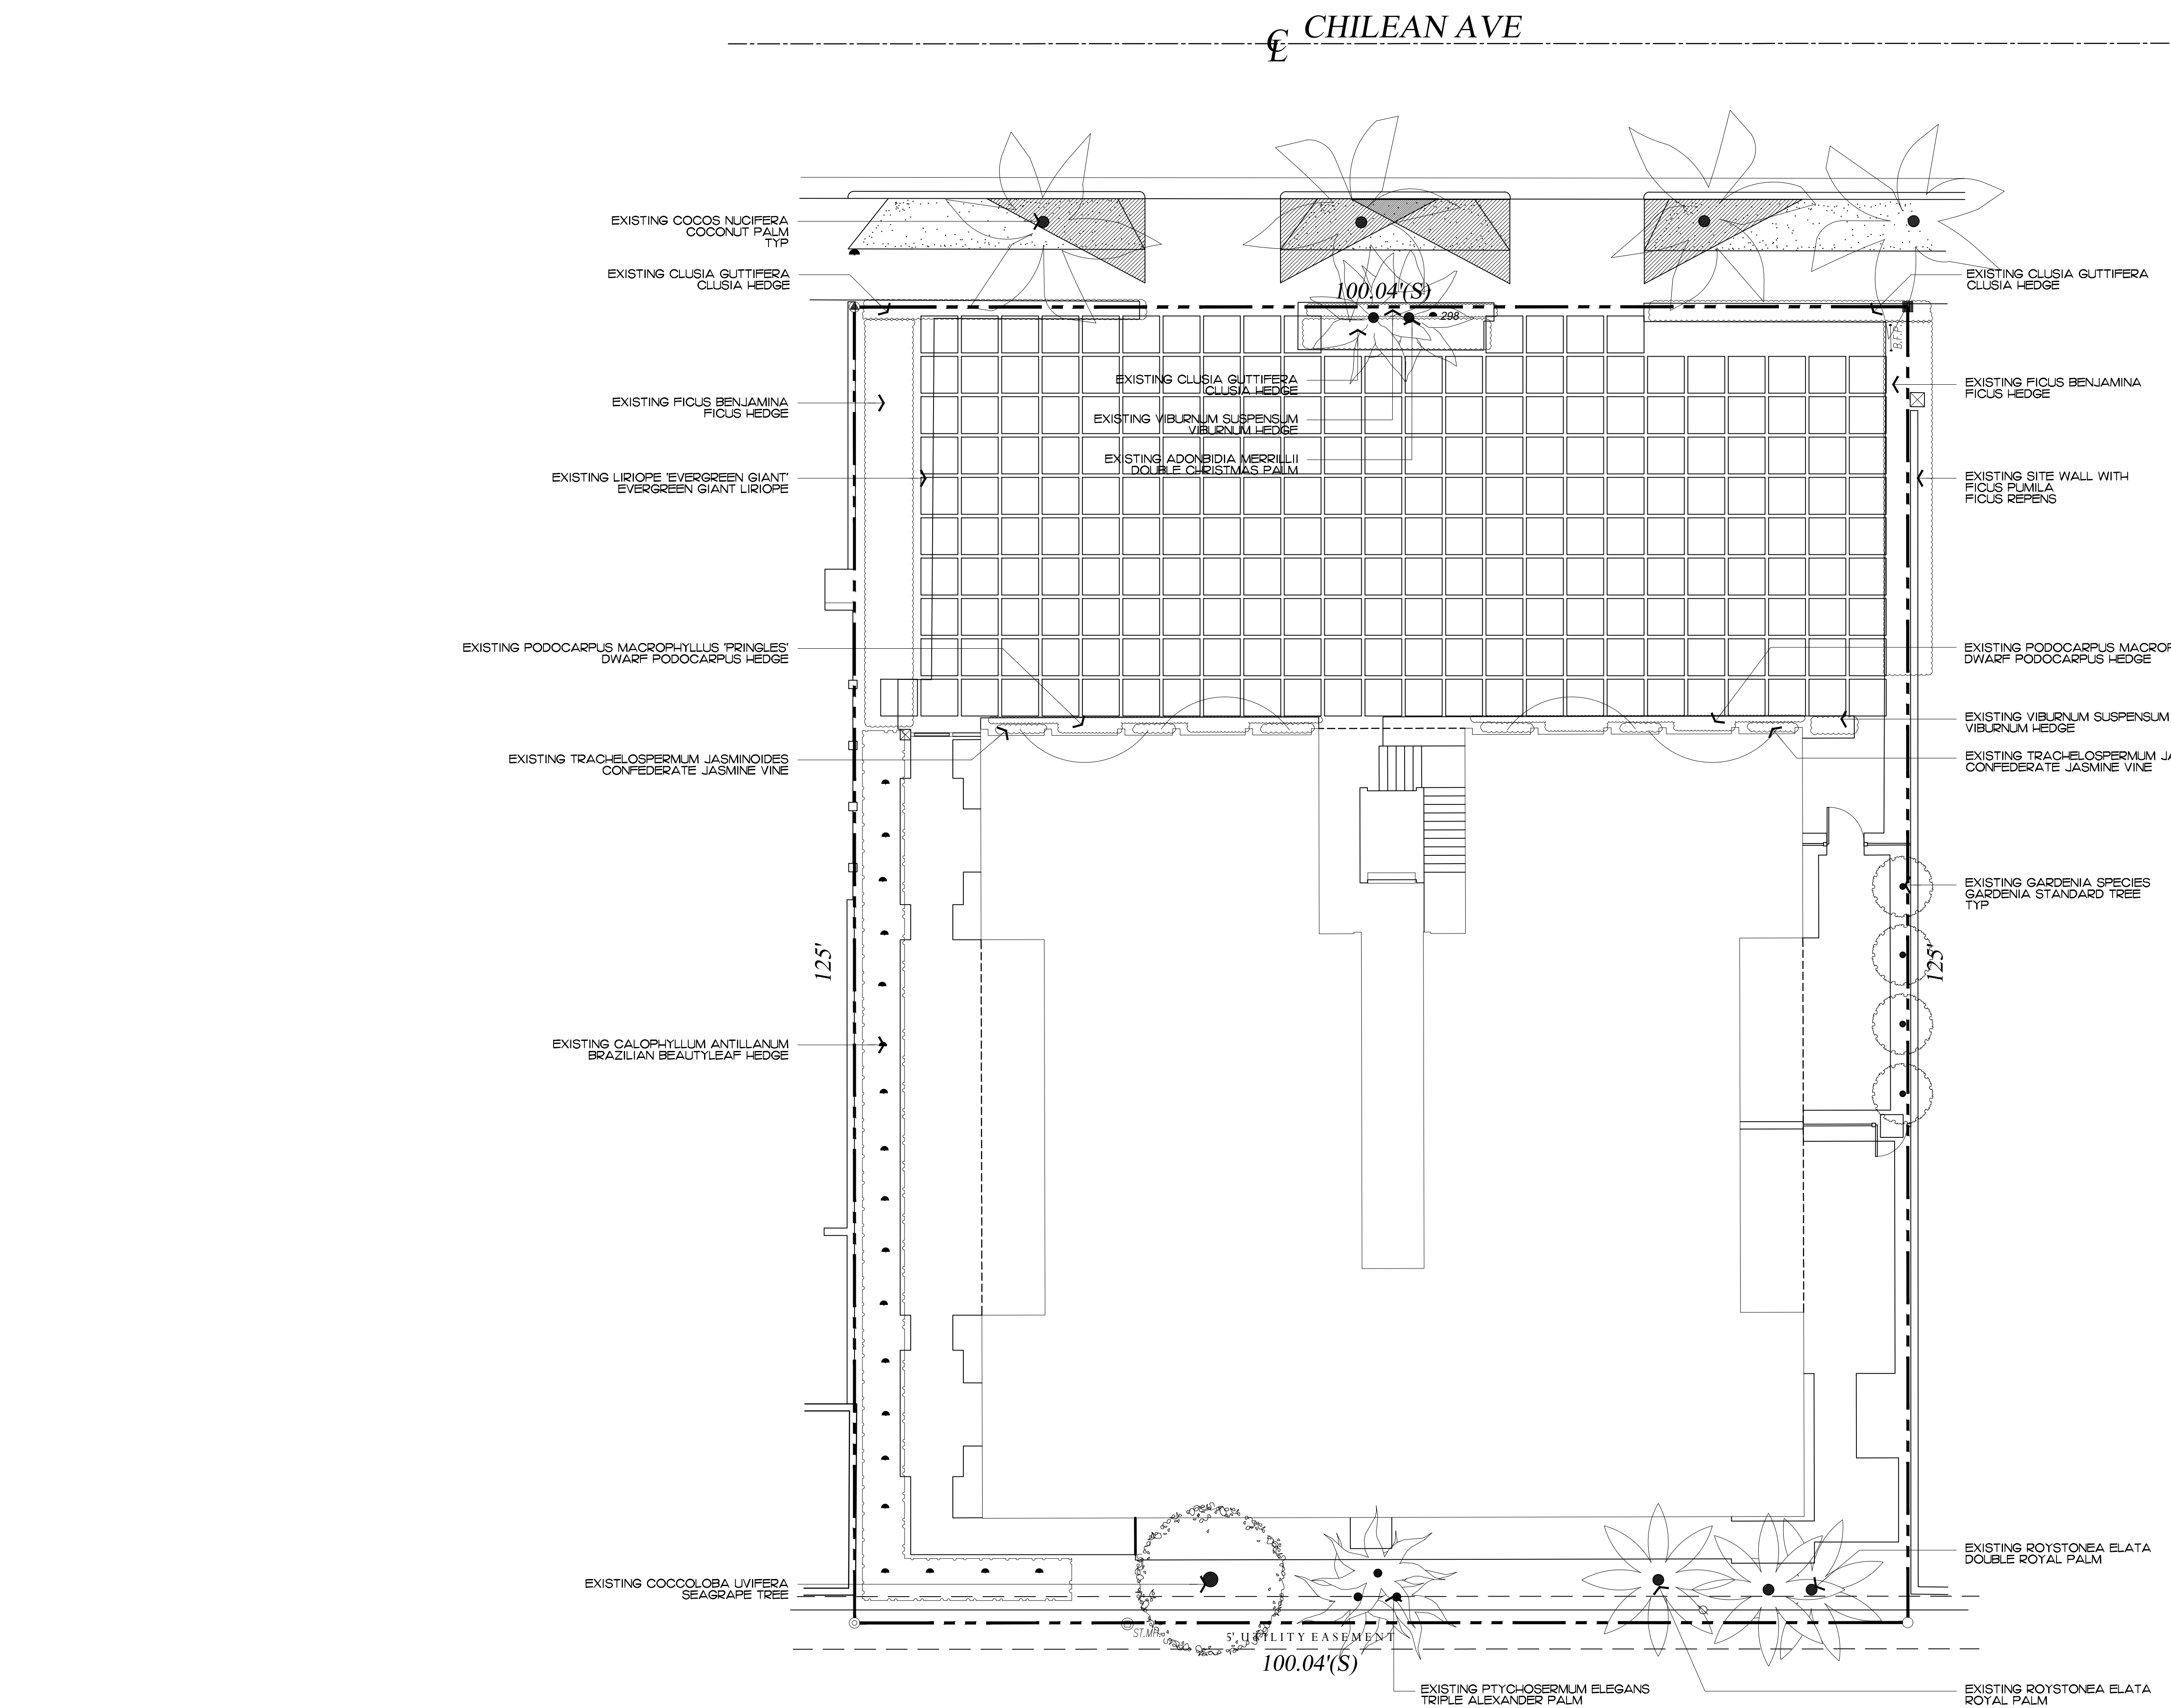 CHILEAN AVE
CL
EXISTING COCOS NUCIFERA
COCONUT PALM
TYP
EXISTING CLUSIA GUTTIFERA
CLUSIA HEDGE
EXISTING CLUSIA GUTTIFERA
CLUSIA HEDGE
100.04'(S)
298
B.F.P.
EXISTING CLUSIA GUTTIFERA
CLUSIA HEDGE
EXISTING FICUS BENJAMINA
FICUS HEDGE
EXISTING FICUS BENJAMINA
FICUS HEDGE
EXISTING VIBURNUM SUSPENSUM
VIBURNUM HEDGE
EXISTING ADONBIDIA MERRILLII
DOUBLE CHRISTMAS PALM
EXISTING LIRIOPE 'EVERGREEN GIANT'
EVERGREEN GIANT LIRIOPE
EXISTING SITE WALL WITH
FICUS PUMILA
FICUS REPENS
EXISTING PODOCARPUS MACROPHYLLUS 'PRINGLES'
DWARF PODOCARPUS HEDGE
EXISTING PODOCARPUS
DWARF PODOCARPUS HEDGE
EXISTING VIBURNUM SUSPENSUM
VIBURNUM HEDGE
EXISTING TRACHELOSPERMUM JASMINOIDES
CONFEDERATE JASMINE VINE
EXISTING TRACHELOSPERMUM
CONFEDERATE JASMINE VINE
EXISTING GARDENIA SPECIES
GARDENIA STANDARD TREE
TYP
125'
125'
EXISTING CALOPHYLLUM ANTILLANUM
BRAZILIAN BEAUTYLEAF HEDGE
EXISTING ROYSTONEA ELATA
DOUBLE ROYAL PALM
EXISTING COCCOLOBA UVIFERA
SEAGRAPE TREE
ST.MH.
5' UTILITY EASEMENT
100.04'(S)
EXISTING PTYCHOSERMUM ELEGANS
TRIPLE ALEXANDER PALM
EXISTING ROYSTONEA ELATA
ROYAL PALM